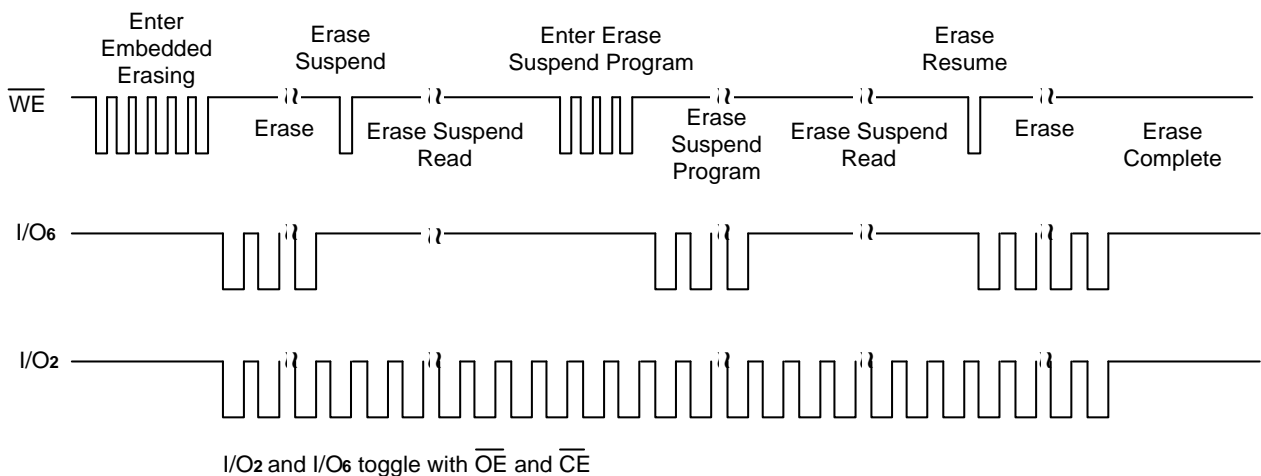 Enter
Embedded
Erasing
Erase
Suspend
Enter Erase
Suspend Program
Erase
Resume
WE
Erase
Erase Suspend
Read
Erase
Suspend
Program
Erase Suspend
Read
Erase
Erase
Complete
I/O6
I/O2
I/O2 and I/O6 toggle with OE and CE